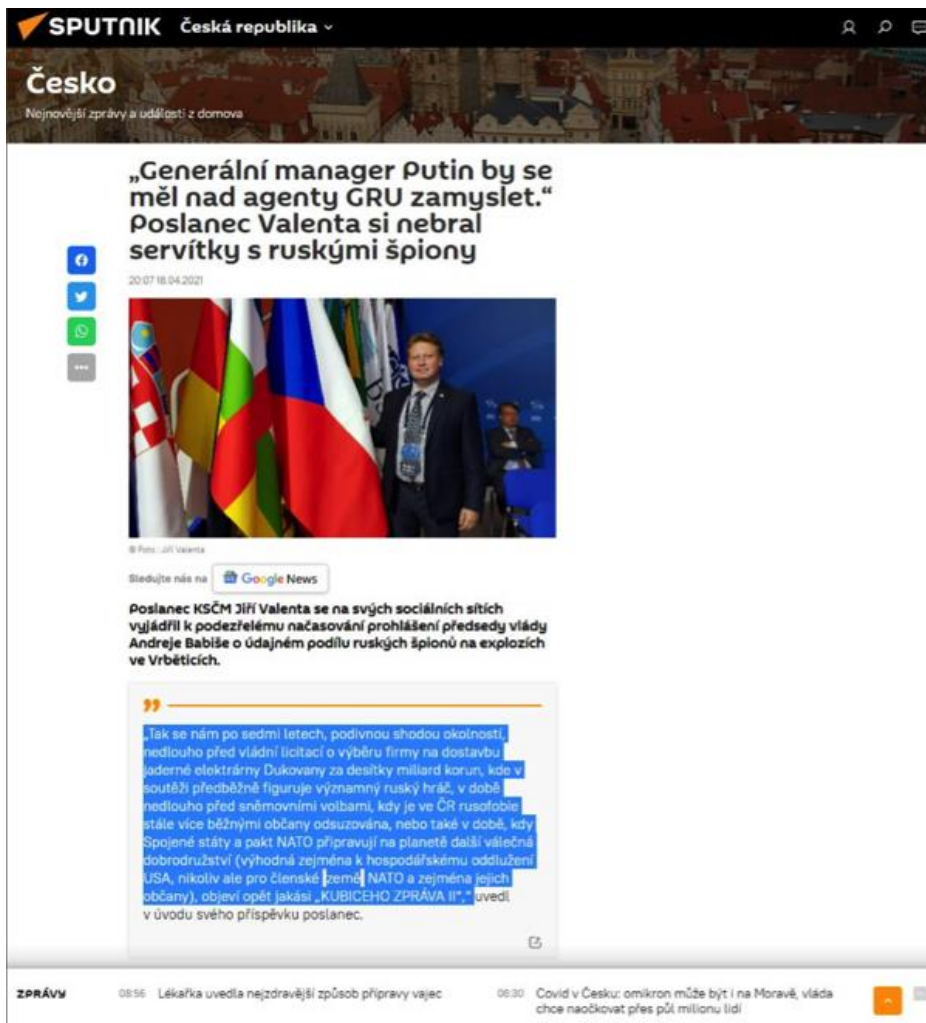 SPUTNIK Česká republika
Česko
Nejnovější zprávy a události z domova
„Generální manager Putin by se
měl nad agenty GRU zamyslet.“
Poslanec Valenta si nebral
servítky s ruskými špiony
20:07 18.04.2021
© Foto : Jiří Valenta
Sledujte nás na Google News
Poslanec KSČM Jiří Valenta se na svých sociálních sítích
vyjádřil k podezřelému načasování prohlášení předsedy vlády
Andreje Babiše o údajném podílu ruských špionů na explozích
ve Vrběticích.
„Tak se nám po sedmi letech, podivnou shodou okolností,
nedlouho před vládní licitací o výběru firmy na dostavbu
jaderné elektrárny Dukovany za desítky miliard korun, kde v
soutěži předběžně figuruje významný ruský hráč, v době
nedlouho před sněmovními volbami, kdy je ve ČR rusofobie
stále více běžnými občany odsuzována, nebo také v době, kdy
Spojené státy a pakt NATO připravují na planetě další válečná
dobrodružství (výhodná zejména k hospodářskému oddlužení
USA, nikoliv ale pro členské země NATO a zejména jejich
občany), objeví opět jakási „KUBICEHO ZPRÁVA II“,“ uvedl
v úvodu svého příspěvku poslanec.
ZPRÁVY 08:56 Lékařka uvedla nejzdravější způsob přípravy vajec 08:30 Covid v Česku: omikron může být i na Moravě, vláda
chce naočkovat přes půl milionu lidí